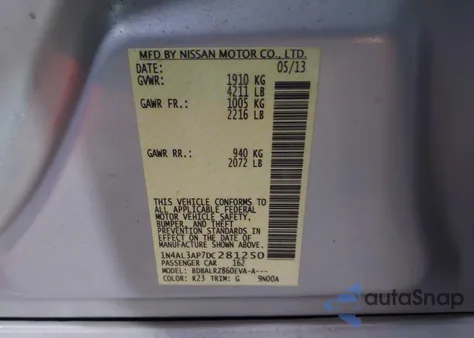 MFD BY NISSAN MOTOR CO., LTD.
DATE: 05/13
GVWR: 1910 KG
4211 LB
GAWR FR.: 1005 KG
2216 LB
GAWR RR.: 940 KG
2072 LB
THIS VEHICLE CONFORMS TO
ALL APPLICABLE FEDERAL
MOTOR VEHICLE SAFETY,
BUMPER, AND THEFT
PREVENTION STANDARDS IN
EFFECT ON THE DATE OF
MANUFACTURE SHOWN ABOVE.
1N4AL3AP7DC281250
PASSENGER CAR 162
MODEL: BDBALRZ860EVA-A---
COLOR: K23 TRIM: G 9N00A
autoSnap